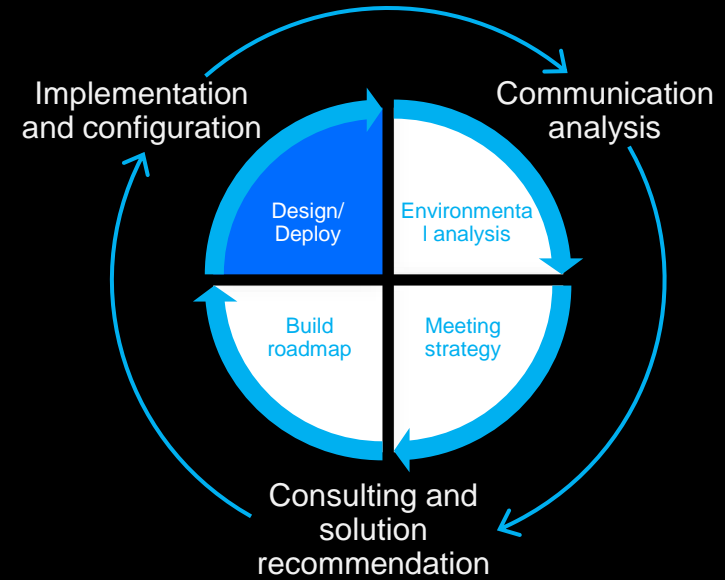 Implementation
and configuration
Communication
analysis
Design/
Deploy
Environmenta
l analysis
Build
roadmap
Meeting
strategy
Consulting and
solution
recommendation